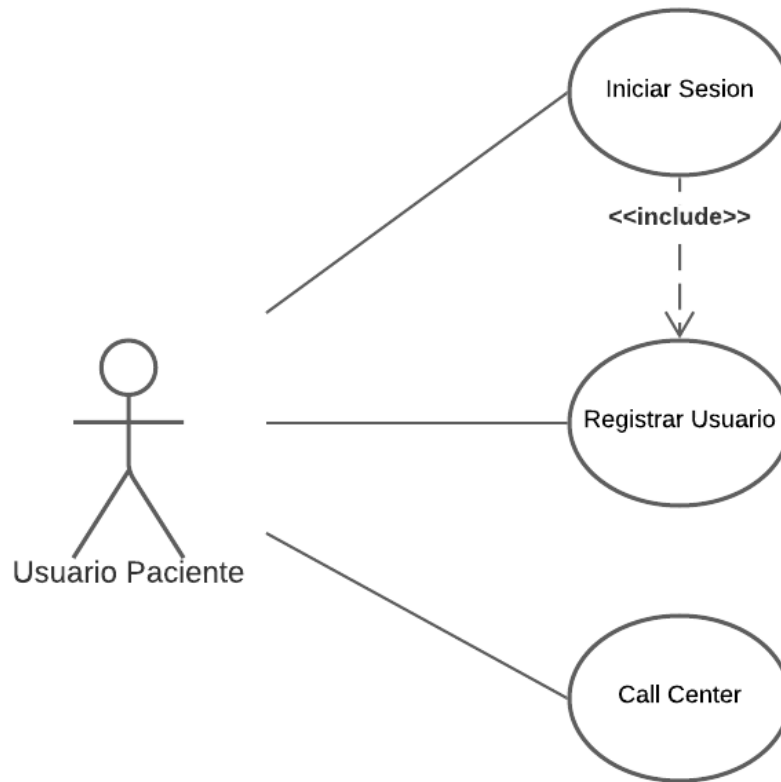 Iniciar Sesion
<<include>>
Registrar Usuario
Usuario Paciente
Call Center